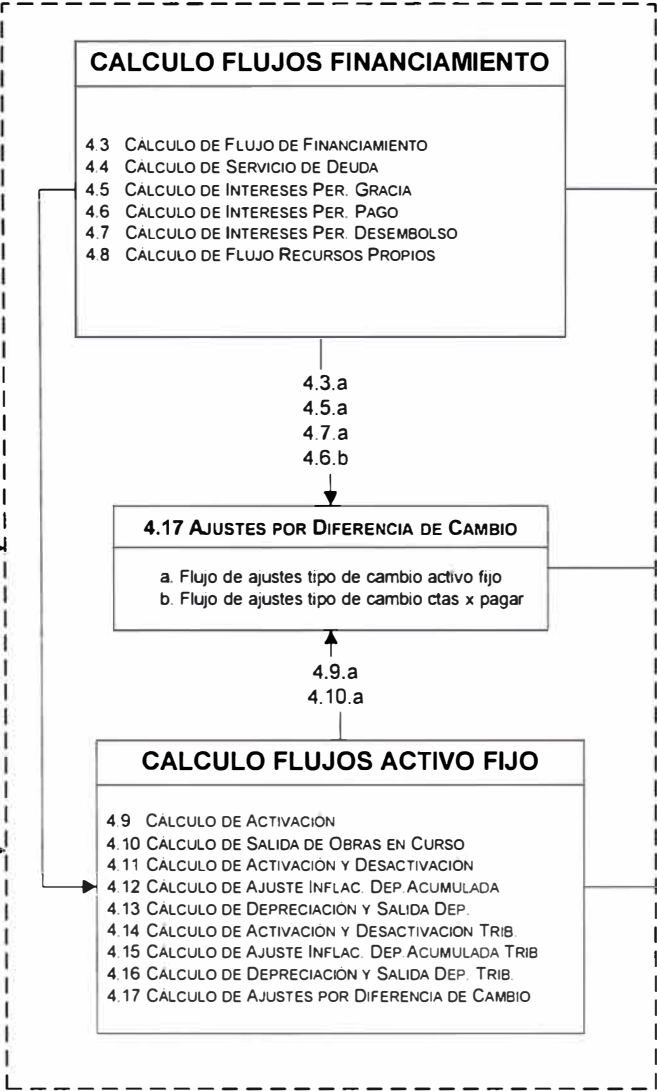 CALCULO FLUJOS FINANCIAMIENTO
4.3 CÁLCULO DE FLUJO DE FINANCIAMIENTO
4.4 CÁLCULO DE SERVICIO DE DEUDA
4.5 CÁLCULO DE INTERESES PER. GRACIA
4.6 CÁLCULO DE INTERESES PER. PAGO
4.7 CÁLCULO DE INTERESES PER. DESEMBOLSO
4.8 CÁLCULO DE FLUJO RECURSOS PROPIOS
4.3.a
4.5.a
4.7.a
4.6.b
4.17 AJUSTES POR DIFERENCIA DE CAMBIO
a. Flujo de ajustes tipo de cambio activo fijo
b. Flujo de ajustes tipo de cambio ctas x pagar
4.9.a
4.10.a
CALCULO FLUJOS ACTIVO FIJO
4.9 CÁLCULO DE ACTIVACIÓN
4.10 CÁLCULO DE SALIDA DE OBRAS EN CURSO
4.11 CÁLCULO DE ACTIVACIÓN Y DESACTIVACIÓN
4.12 CÁLCULO DE AJUSTE INFLAC. DEP.ACUMULADA
4.13 CÁLCULO DE DEPRECIACIÓN Y SALIDA DEP.
4.14 CÁLCULO DE ACTIVACIÓN Y DESACTIVACION TRIB.
4.15 CÁLCULO DE AJUSTE INFLAC. DEP.ACUMULADA TRIB
4.16 CÁLCULO DE DEPRECIACIÓN Y SALIDA DEP. TRIB.
4.17 CÁLCULO DE AJUSTES POR DIFERENCIA DE CAMBIO